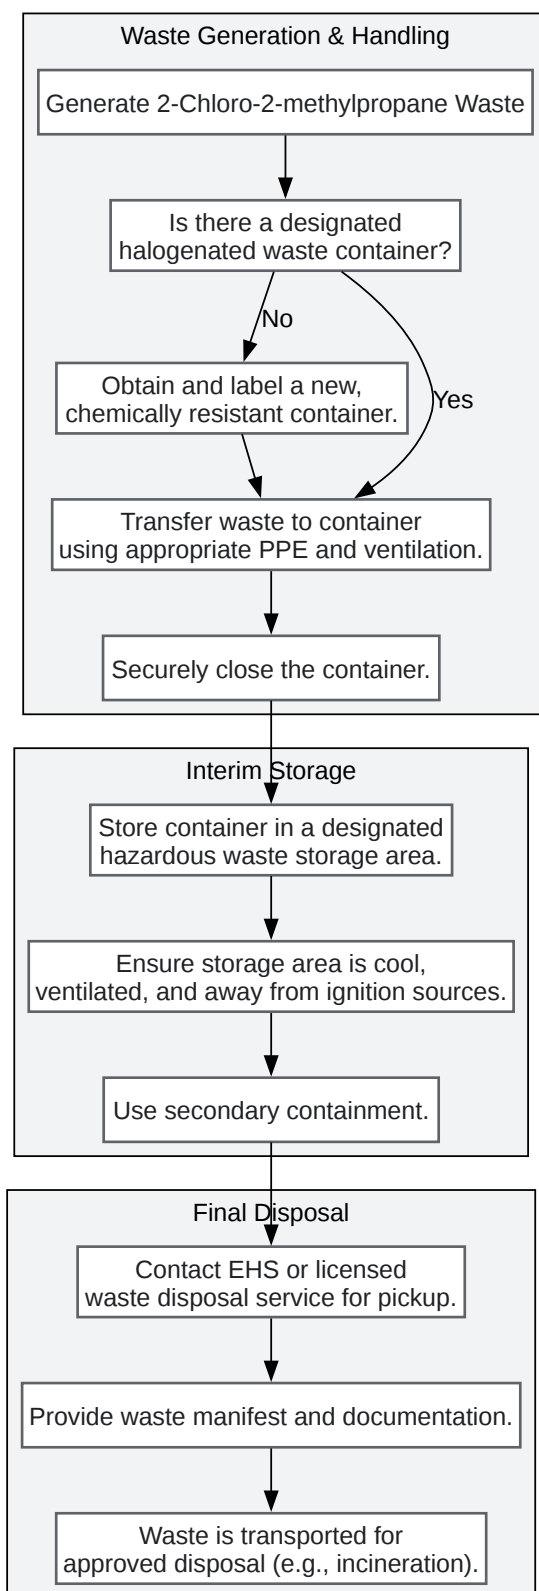 Waste Generation & Handling
Generate 2-Chloro-2-methylpropane Waste
Is there a designated
halogenated waste container?
No
Obtain and label a new,
chemically resistant container.
Yes
Transfer waste to container
using appropriate PPE and ventilation.
Securely close the container.
Interim Storage
Store container in a designated
hazardous waste storage area.
Ensure storage area is cool,
ventilated, and away from ignition sources.
Use secondary containment.
Final Disposal
Contact EHS or licensed
waste disposal service for pickup.
Provide waste manifest and documentation.
Waste is transported for
approved disposal (e.g., incineration).